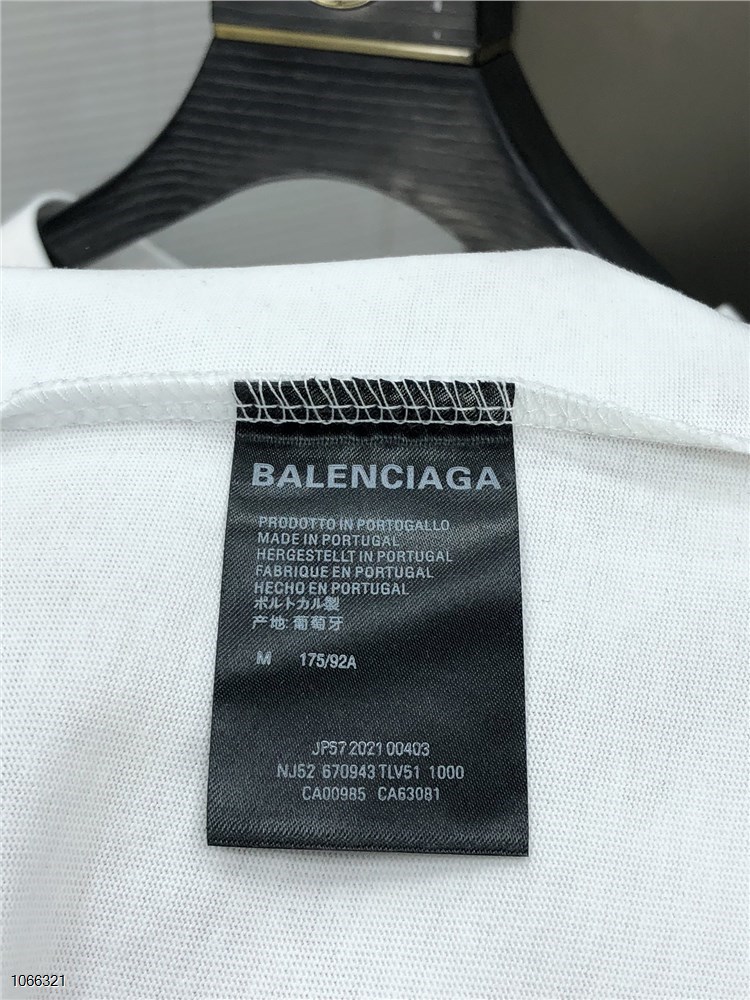 BALENCIAGA
PRODOTTO IN PORTOGALLO
MADE IN PORTUGAL
HERGESTELLT IN PORTUGAL
FABRIQUE EN PORTUGAL
HECHO EN PORTUGAL
ポルトカル製
产地: 葡萄牙
M 175/92A
JP57 2021 00403
NJ52 670943 TLV51 1000
CA00985 CA63081
1066321